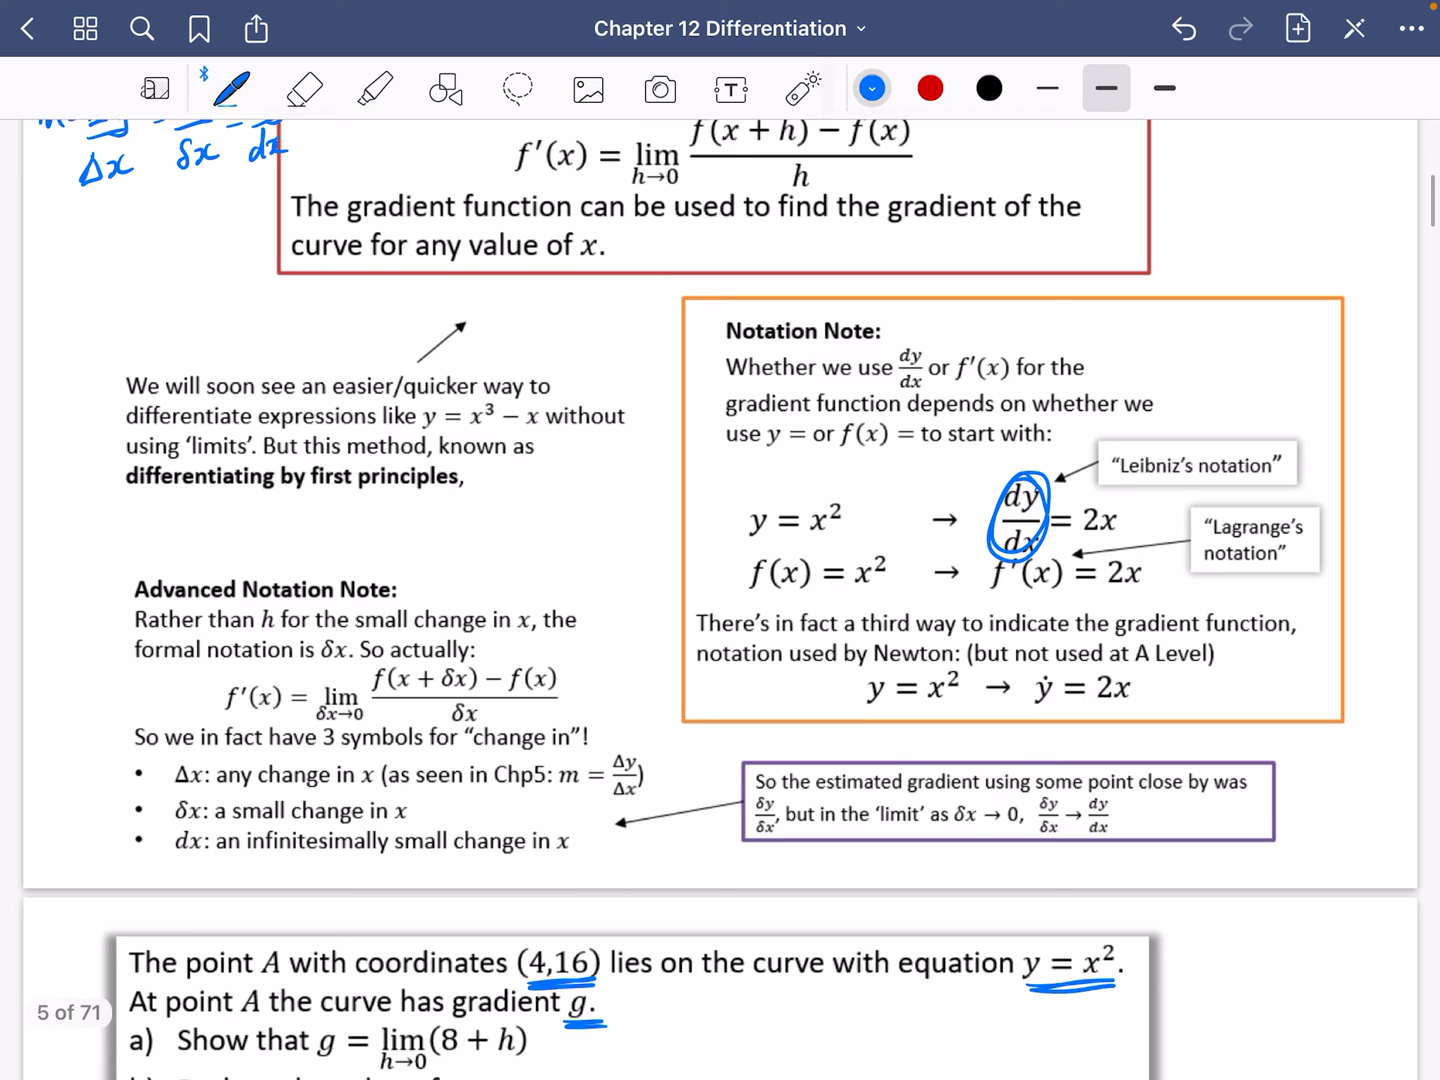 Chapter 12 Differentiation
T
Δx δx dx
f'(x) = lim h→0 f(x + h) − f(x) / h
The gradient function can be used to find the gradient of the
curve for any value of x.
We will soon see an easier/quicker way to
differentiate expressions like y = x³ − x without
using ‘limits’. But this method, known as
differentiating by first principles,
Notation Note:
Whether we use dy/dx or f'(x) for the
gradient function depends on whether we
use y = or f(x) = to start with:
“Leibniz’s notation”
y = x² → dy/dx = 2x
“Lagrange’s
notation”
f(x) = x² → f'(x) = 2x
There’s in fact a third way to indicate the gradient function,
notation used by Newton: (but not used at A Level)
y = x² → ẏ = 2x
Advanced Notation Note:
Rather than h for the small change in x, the
formal notation is δx. So actually:
f'(x) = lim δx→0 f(x + δx) − f(x) / δx
So we in fact have 3 symbols for “change in”!
• Δx: any change in x (as seen in Chp5: m = Δy/Δx)
• δx: a small change in x
• dx: an infinitesimally small change in x
So the estimated gradient using some point close by was
δy/δx, but in the ‘limit’ as δx → 0, δy/δx → dy/dx
The point A with coordinates (4,16) lies on the curve with equation y = x².
At point A the curve has gradient g.
5 of 71
a) Show that g = lim h→0 (8 + h)